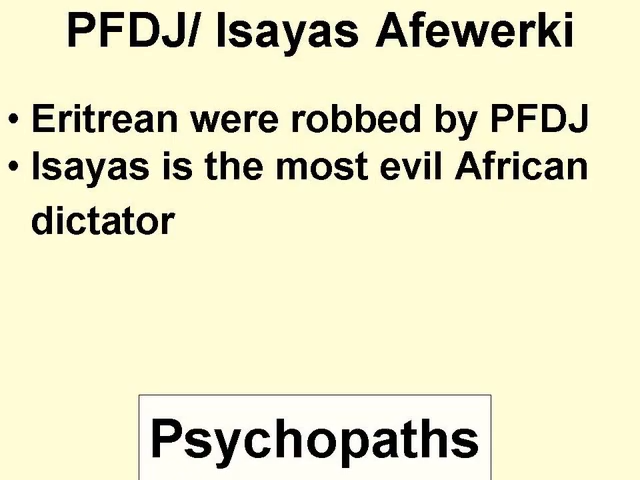 PFDJ/ Isayas Afewerki
• Eritrean were robbed by PFDJ
• Isayas is the most evil African
dictator
Psychopaths